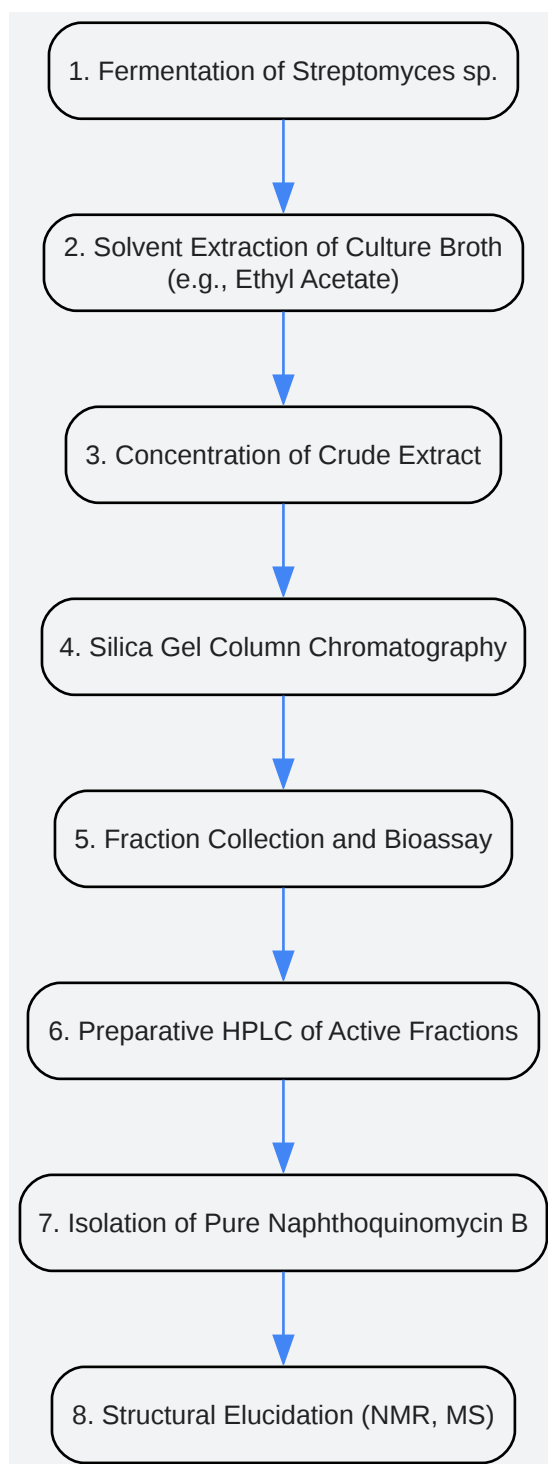 1. Fermentation of Streptomyces sp.
2. Solvent Extraction of Culture Broth
(e.g., Ethyl Acetate)
3. Concentration of Crude Extract
4. Silica Gel Column Chromatography
5. Fraction Collection and Bioassay
6. Preparative HPLC of Active Fractions
7. Isolation of Pure Naphthoquinomycin B
8. Structural Elucidation (NMR, MS)